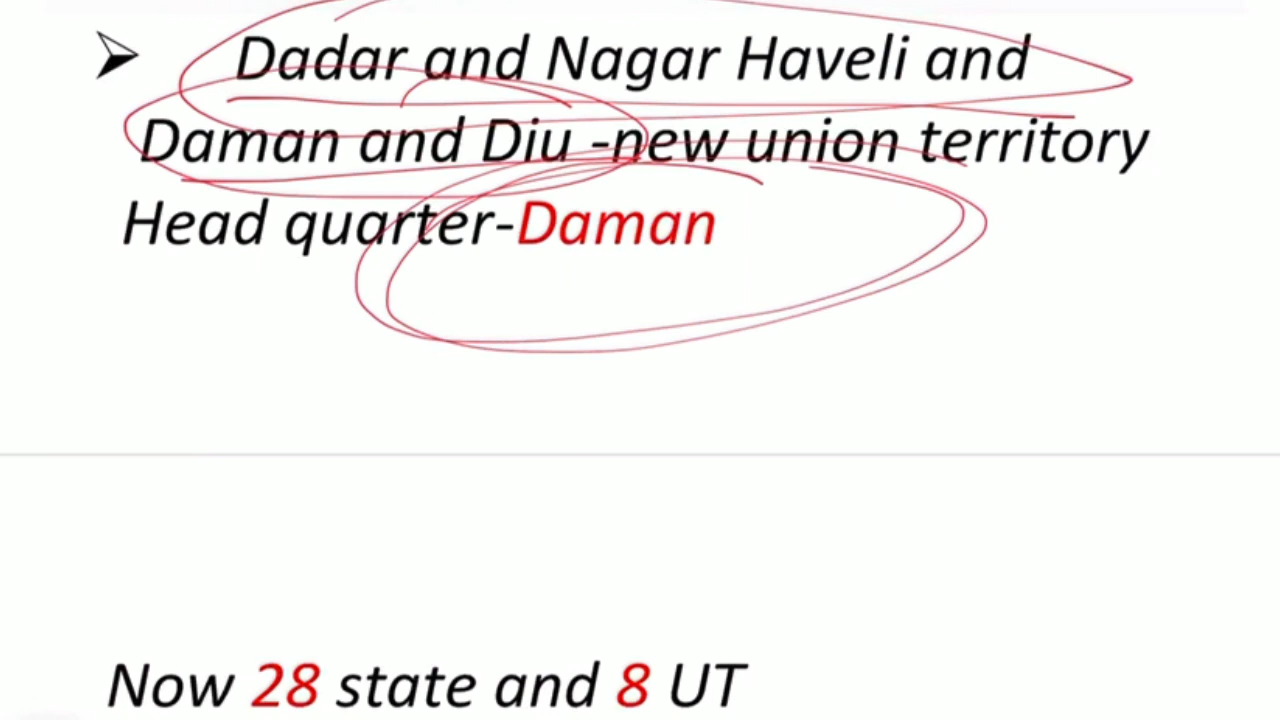 Dadar and Nagar Haveli and
Daman and Diu -new union territory
Head quarter-Daman
Now 28 state and 8 UT